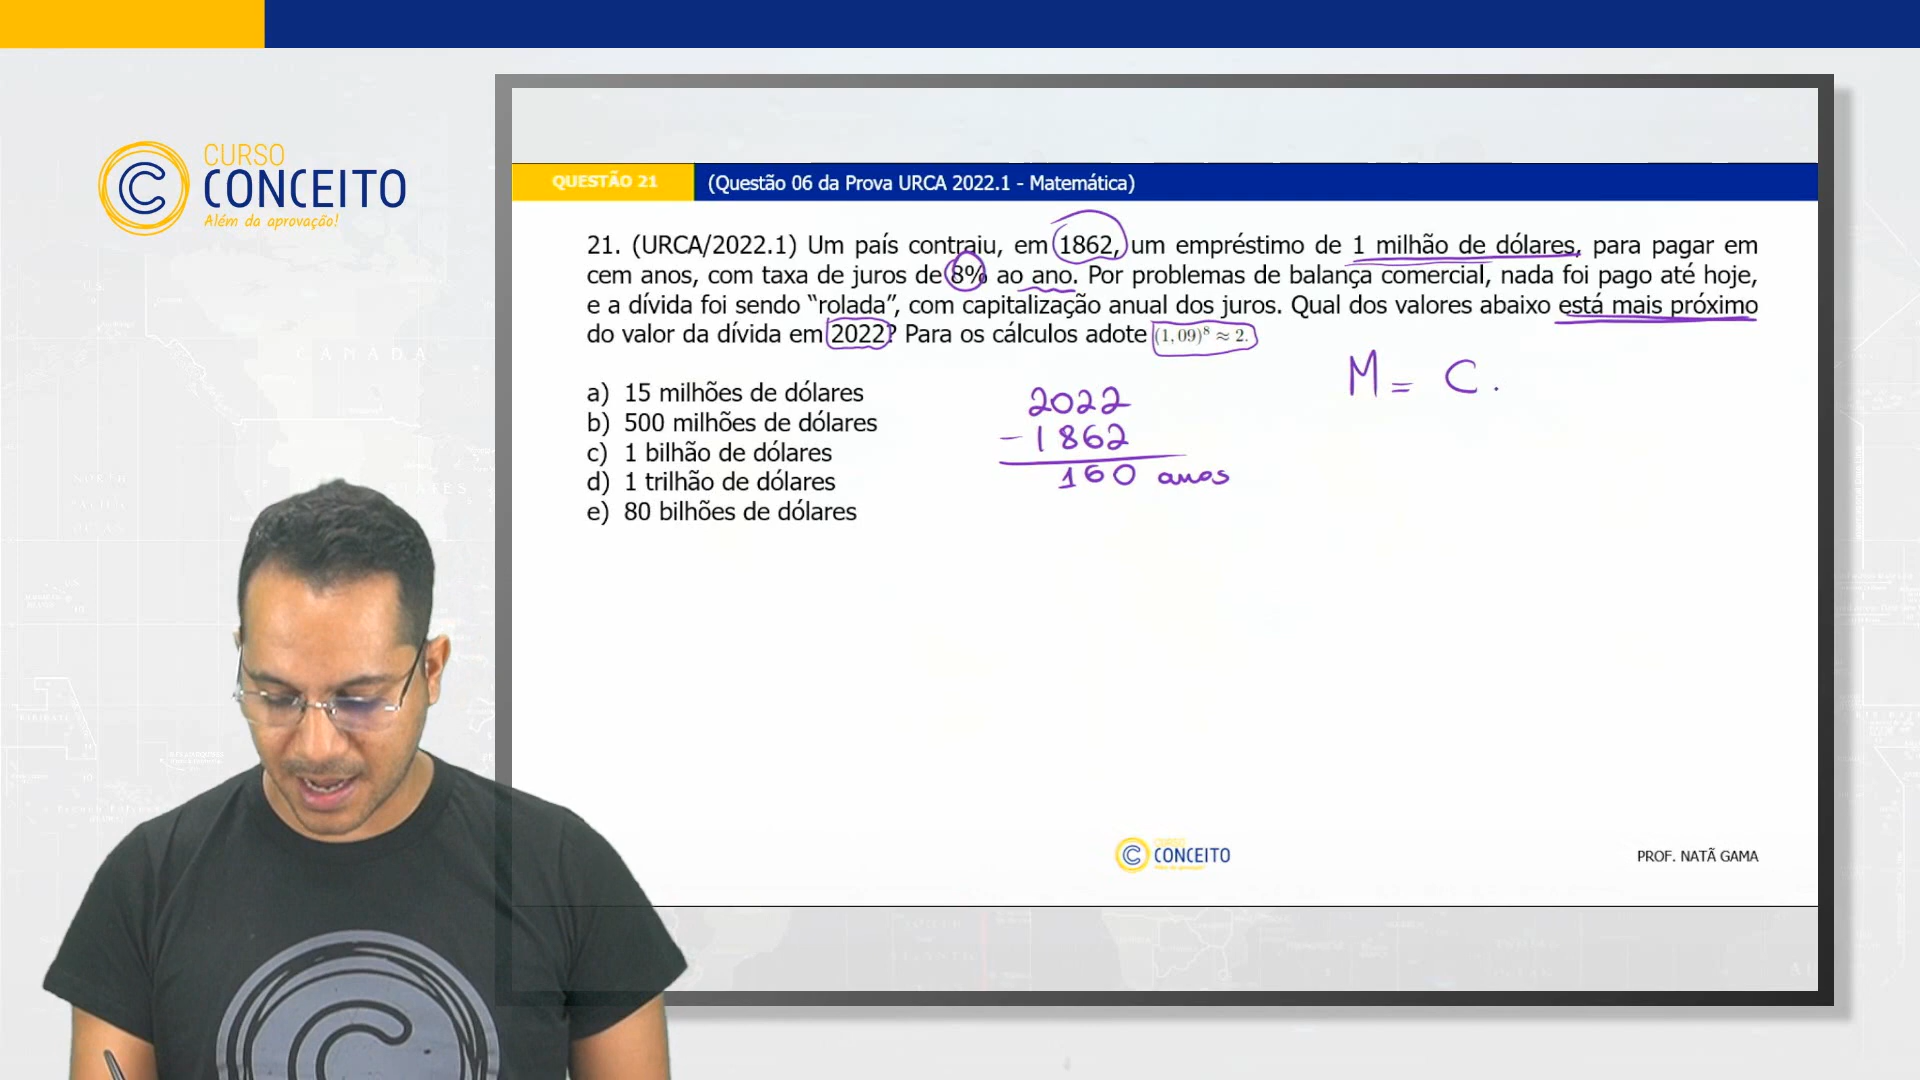 CURSO
CONCEITO
Além da aprovação!
QUESTÃO 21
(Questão 06 da Prova URCA 2022.1 - Matemática)
21. (URCA/2022.1) Um país contraiu, em 1862, um empréstimo de 1 milhão de dólares, para pagar em
cem anos, com taxa de juros de 8% ao ano. Por problemas de balança comercial, nada foi pago até hoje,
e a dívida foi sendo “rolada”, com capitalização anual dos juros. Qual dos valores abaixo está mais próximo
do valor da dívida em 2022? Para os cálculos adote (1,09)⁸ ≈ 2.
M = C .
a) 15 milhões de dólares
b) 500 milhões de dólares
c) 1 bilhão de dólares
d) 1 trilhão de dólares
e) 80 bilhões de dólares
2022
- 1862
160 anos
CONCEITO
PROF. NATÃ GAMA